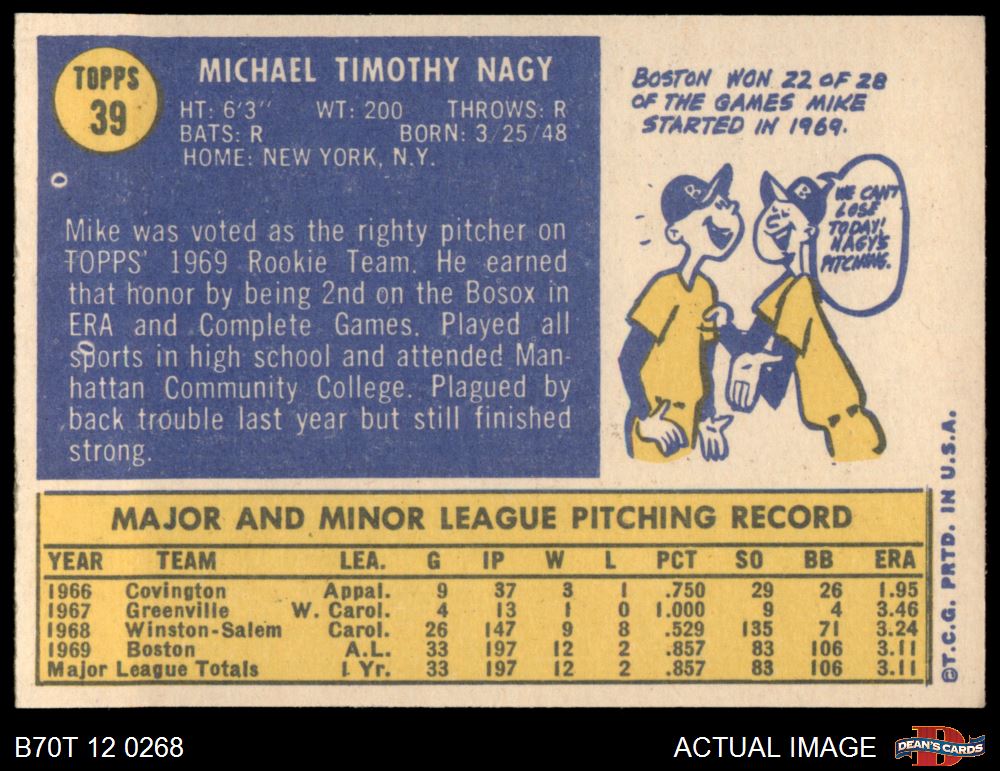 TOPPS
39
MICHAEL TIMOTHY NAGY
HT: 6'3" WT: 200 THROWS: R
BATS: R BORN: 3/25/48
HOME: NEW YORK, N.Y.
Mike was voted as the righty pitcher on
TOPPS' 1969 Rookie Team. He earned
that honor by being 2nd on the Bosox in
ERA and Complete Games. Played all
sports in high school and attended Man-
hattan Community College. Plagued by
back trouble last year but still finished
strong.
BOSTON WON 22 OF 28
OF THE GAMES MIKE
STARTED IN 1969.
B
B
WE CAN'T
LOSE
TODAY!
NAGY'S
PITCHING.
MAJOR AND MINOR LEAGUE PITCHING RECORD
YEAR TEAM LEA. G IP W L PCT SO BB ERA
1966 Covington Appal. 9 37 3 1 .750 29 26 1.95
1967 Greenville W. Carol. 4 13 1 0 1.000 9 4 3.46
1968 Winston-Salem Carol. 26 147 9 8 .529 135 71 3.24
1969 Boston A.L. 33 197 12 2 .857 83 106 3.11
Major League Totals 1 Yr. 33 197 12 2 .857 83 106 3.11
©T.C.G. PRTD. IN U.S.A.
B70T 12 0268
ACTUAL IMAGE
D
DEAN'S CARDS